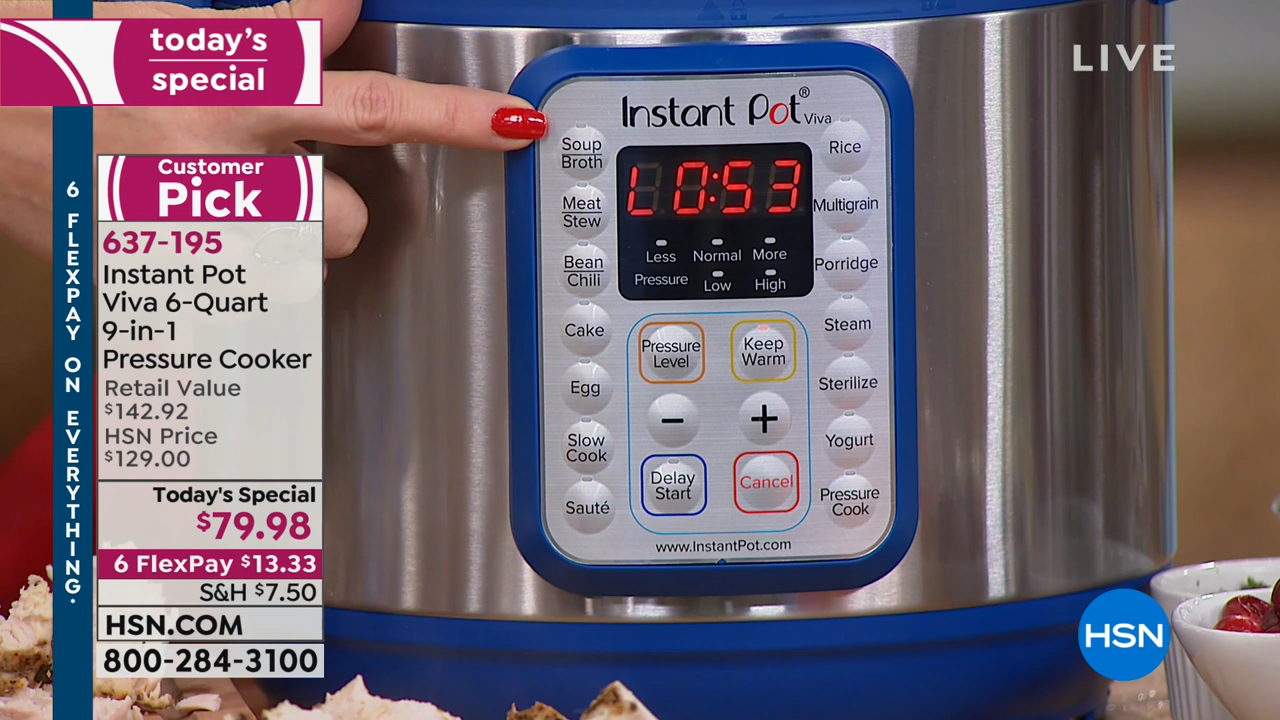 today's
special
LIVE
6 FLEXPAY ON EVERYTHING.
Customer
Pick
637-195
Instant Pot
Viva 6-Quart
9-in-1
Pressure Cooker
Retail Value
$142.92
HSN Price
$129.00
Today's Special
$79.98
6 FlexPay $13.33
S&H $7.50
HSN.COM
800-284-3100
Instant Pot® Viva
L0:53
Less Normal More
Pressure Low High
Soup
Broth
Meat
Stew
Bean
Chili
Cake
Egg
Slow
Cook
Sauté
Pressure
Level
Keep
Warm
- +
Delay
Start
Cancel
Rice
Multigrain
Porridge
Steam
Sterilize
Yogurt
Pressure
Cook
www.InstantPot.com
HSN